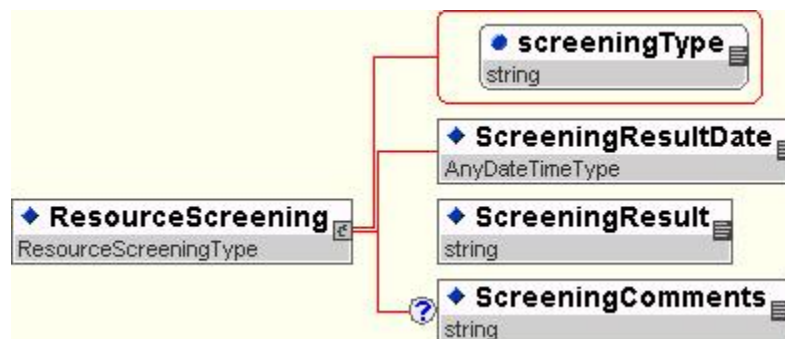 screeningType
string
ScreeningResultDate
AnyDateTimeType
ResourceScreening
ResourceScreeningType
ScreeningResult
string
?
ScreeningComments
string